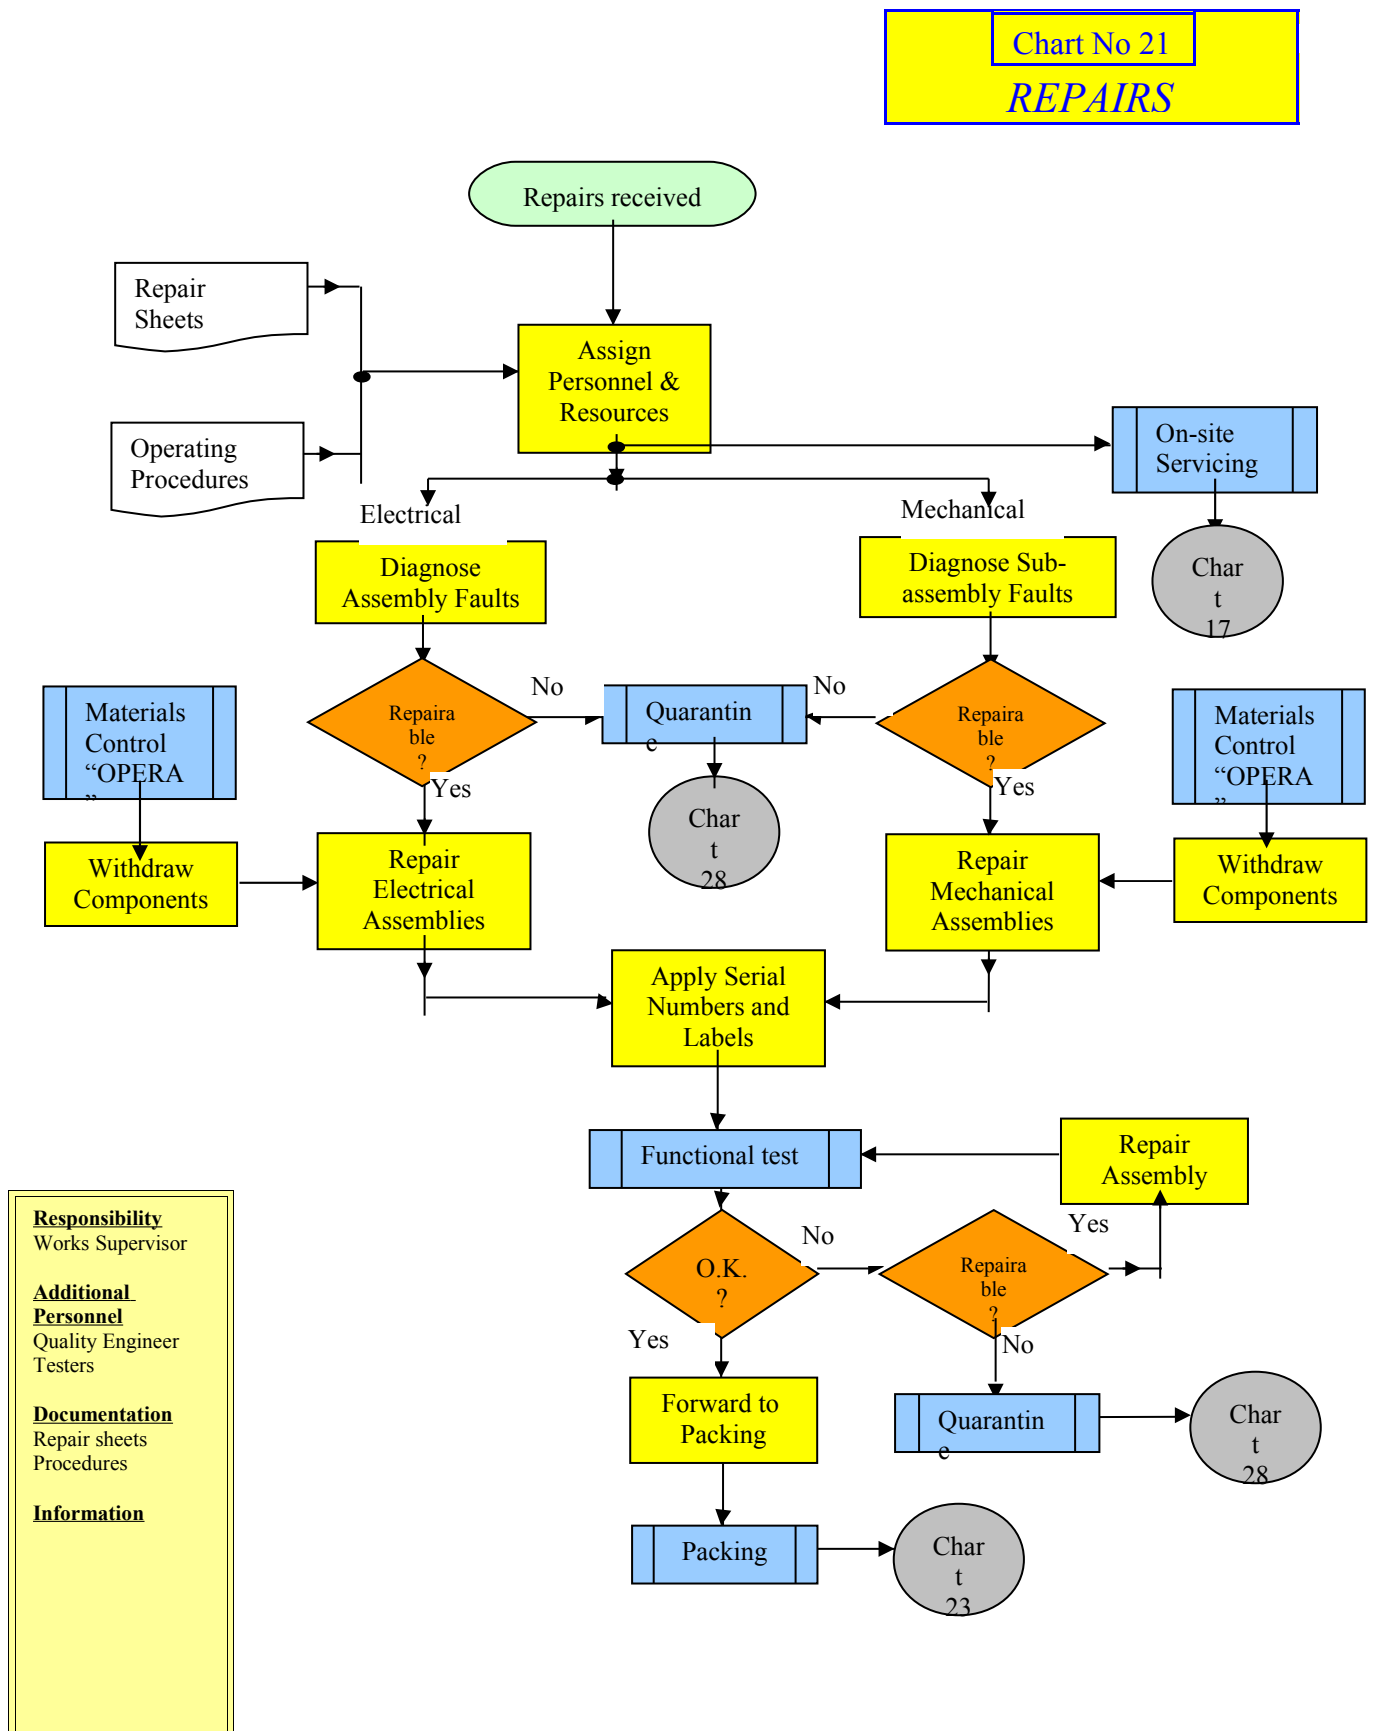 Chart No 21
REPAIRS
Repairs received
Repair
Sheets
Assign
Personnel &
Resources
Operating
Procedures
On-site
Servicing
Electrical
Mechanical
Diagnose
Assembly Faults
Diagnose Sub-
assembly Faults
Char
t
17
Materials
Control
“OPERA
”
Repaira
ble
?
No
Quarantin
e
No
Repaira
ble
?
Materials
Control
“OPERA
”
Yes
Yes
Char
t
28
Withdraw
Components
Repair
Electrical
Assemblies
Repair
Mechanical
Assemblies
Withdraw
Components
Apply Serial
Numbers and
Labels
Functional test
Repair
Assembly
Yes
No
O.K.
?
Repaira
ble
?
Yes
No
Forward to
Packing
Quarantin
e
Char
t
28
Packing
Char
t
23
Responsibility
Works Supervisor
Additional
Personnel
Quality Engineer
Testers
Documentation
Repair sheets
Procedures
Information